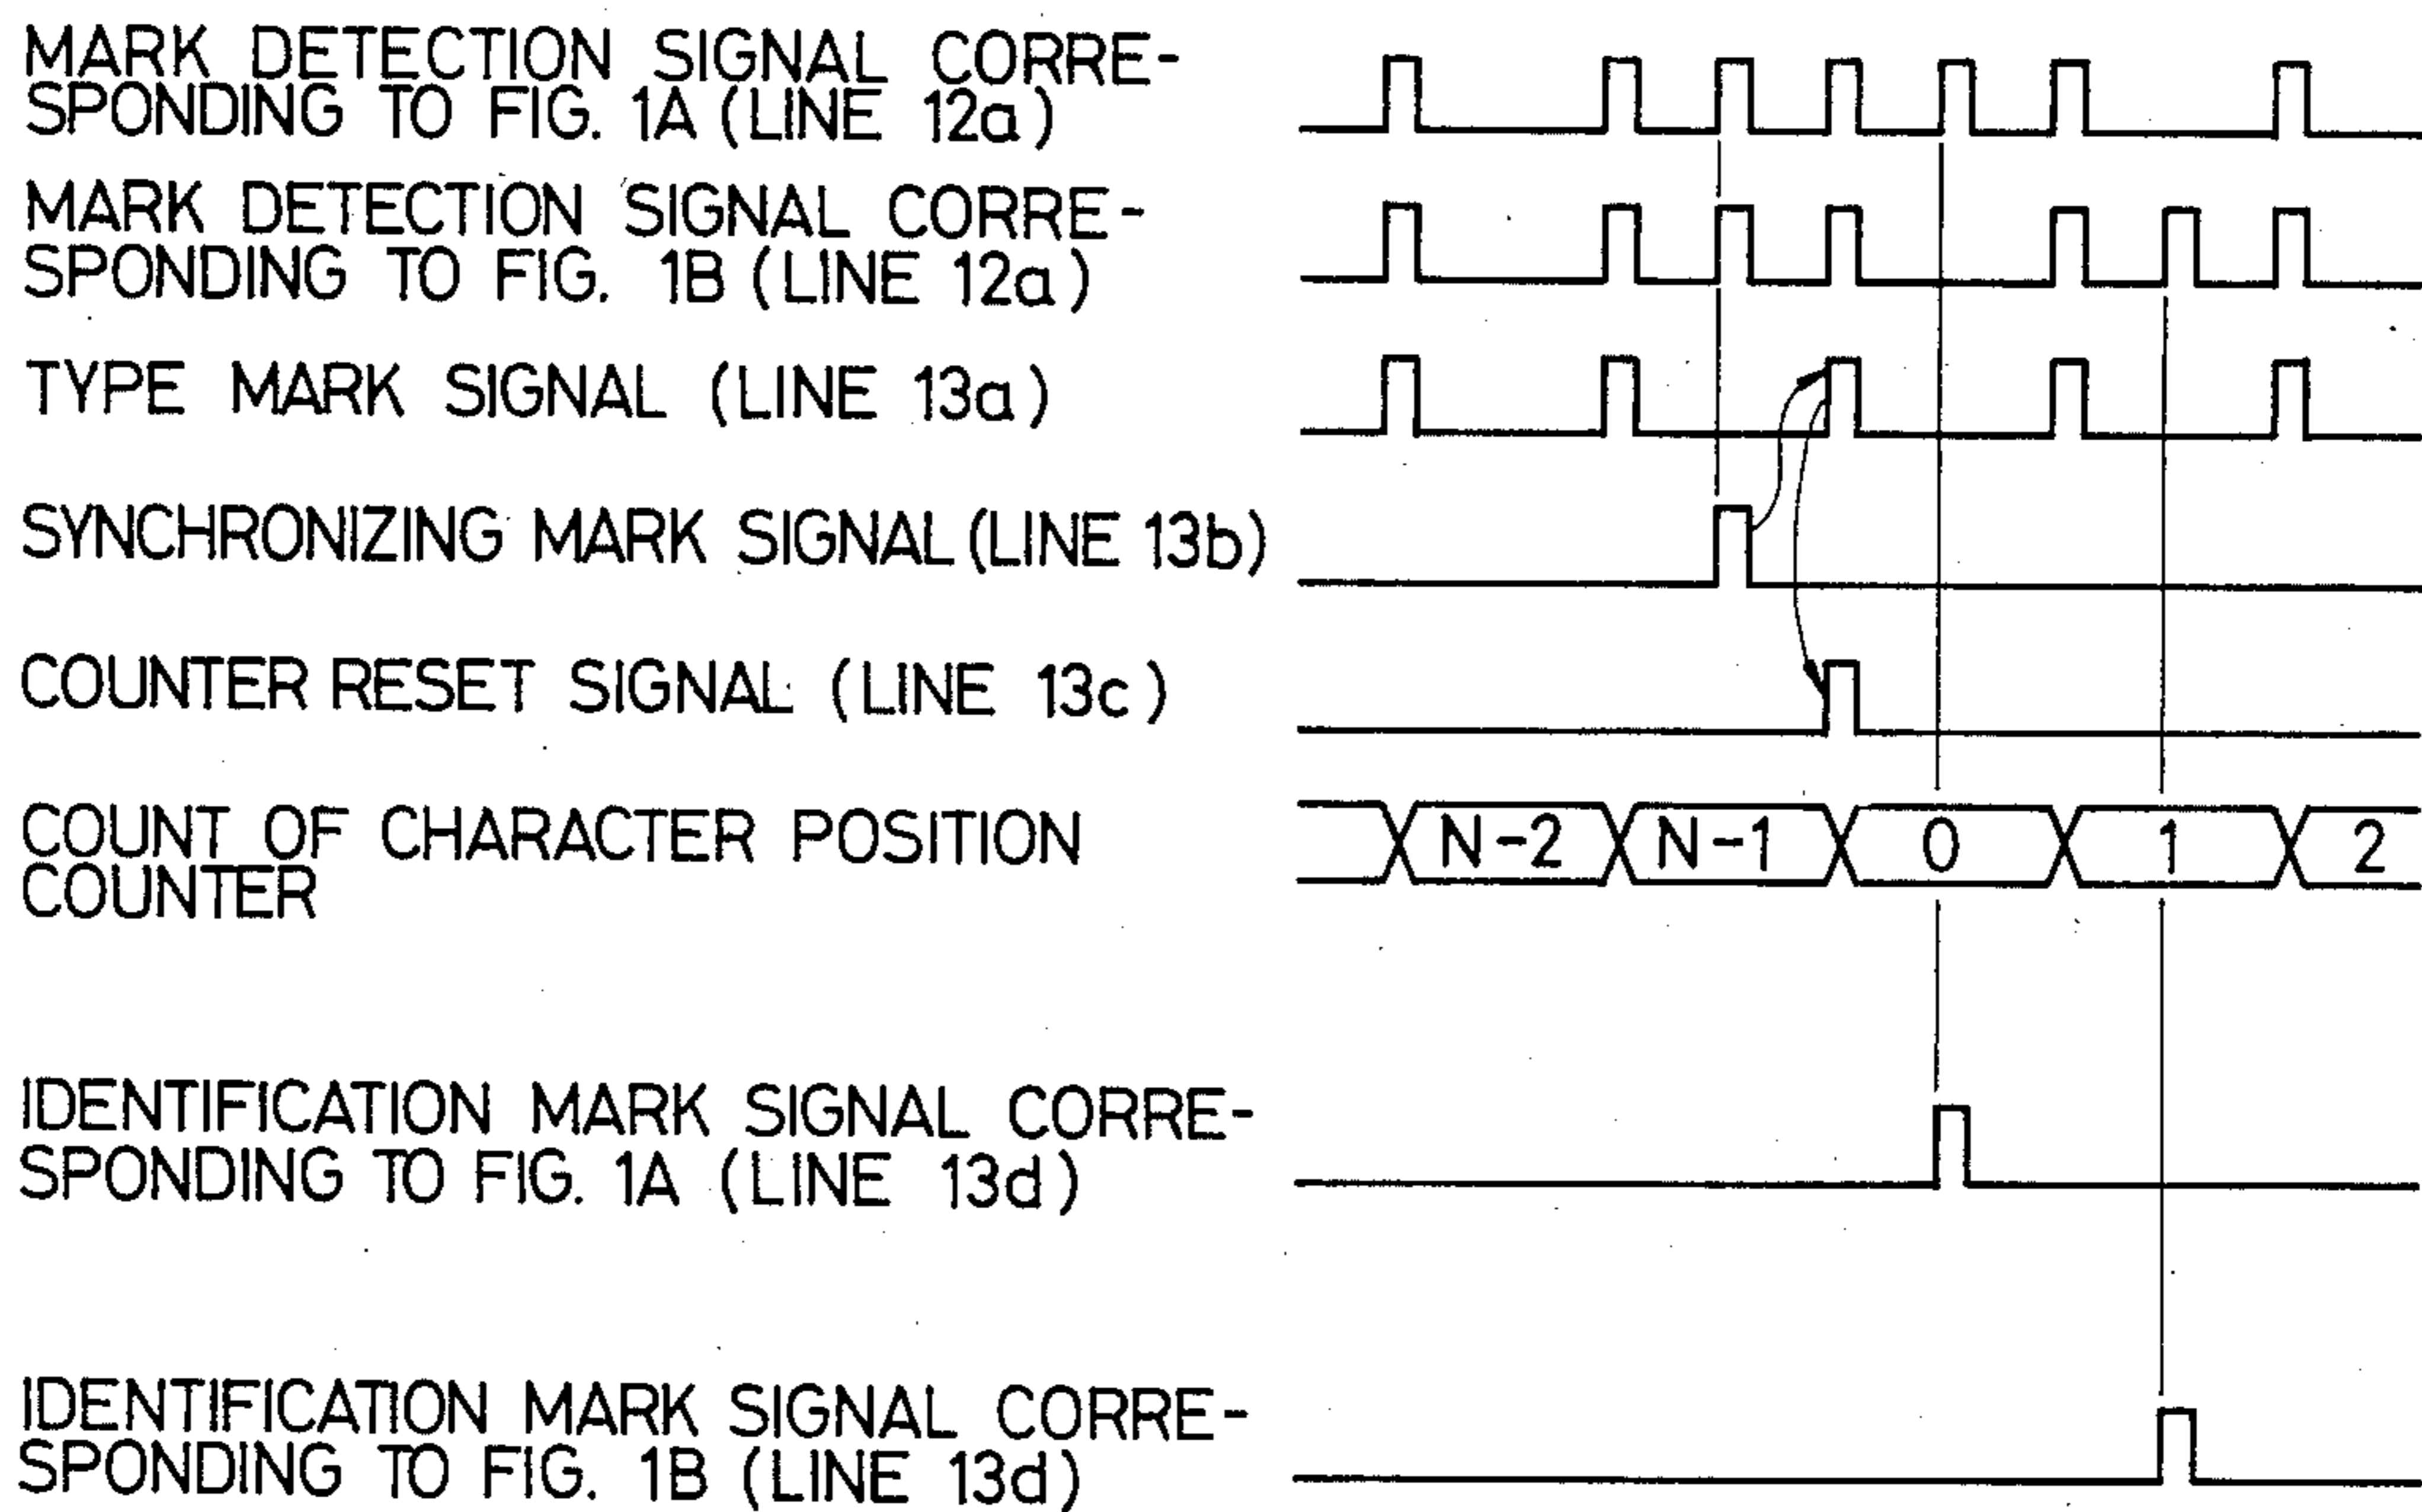 MARK DETECTION SIGNAL CORRE-
SPONDING TO FIG. 1A (LINE 12a)
MARK DETECTION SIGNAL CORRE-
SPONDING TO FIG. 1B (LINE 12a)
TYPE MARK SIGNAL (LINE 13a)
SYNCHRONIZING MARK SIGNAL (LINE 13b)
COUNTER RESET SIGNAL (LINE 13c)
COUNT OF CHARACTER POSITION
COUNTER
N-2 N-1 0 1 2
IDENTIFICATION MARK SIGNAL CORRE-
SPONDING TO FIG. 1A (LINE 13d)
IDENTIFICATION MARK SIGNAL CORRE-
SPONDING TO FIG. 1B (LINE 13d)